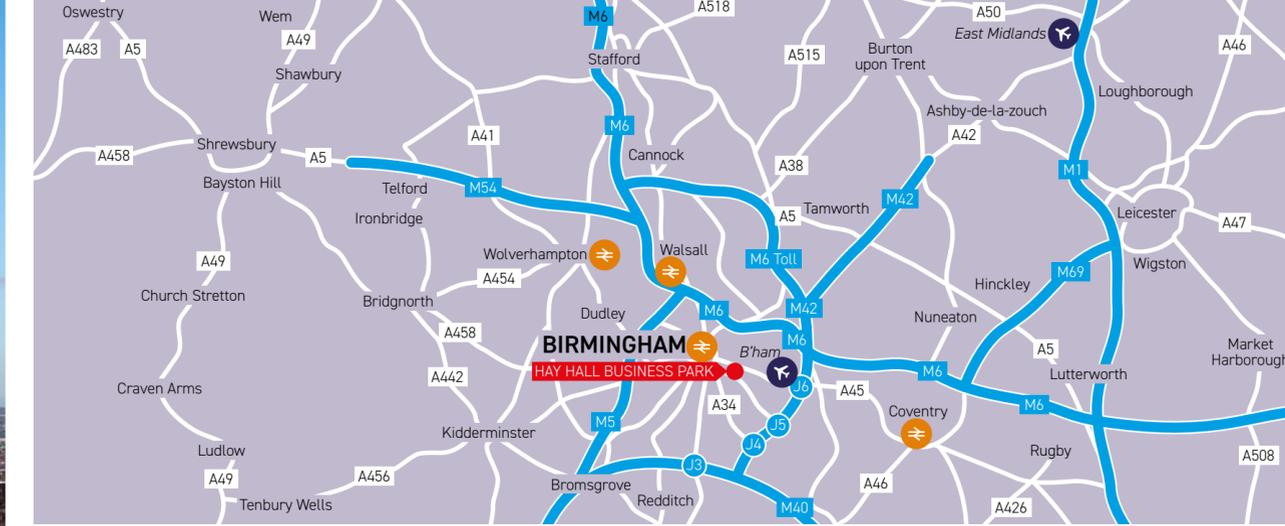 Oswestry
Wem
M6
A518
A50
East Midlands
A483
A5
A49
Stafford
A515
Burton
upon Trent
A46
Shawbury
Loughborough
Ashby-de-la-zouch
M6
A41
A42
Shrewsbury
A458
A5
Cannock
A38
M1
Bayston Hill
Telford
M54
M42
Ironbridge
A5
Tamworth
Leicester
A47
Wolverhampton
Walsall
M6 Toll
A49
Wigston
M69
A454
Hinckley
Church Stretton
Bridgnorth
Dudley
M6
M42
Nuneaton
A458
BIRMINGHAM
B'ham
M6
A5
Market
Harborough
HAY HALL BUSINESS PARK
M6
A442
J6
A45
Lutterworth
Craven Arms
A34
M6
Coventry
M5
J5
Kidderminster
J4
Ludlow
Rugby
A508
J3
A49
A456
Bromsgrove
A46
Tenbury Wells
Redditch
M40
A426